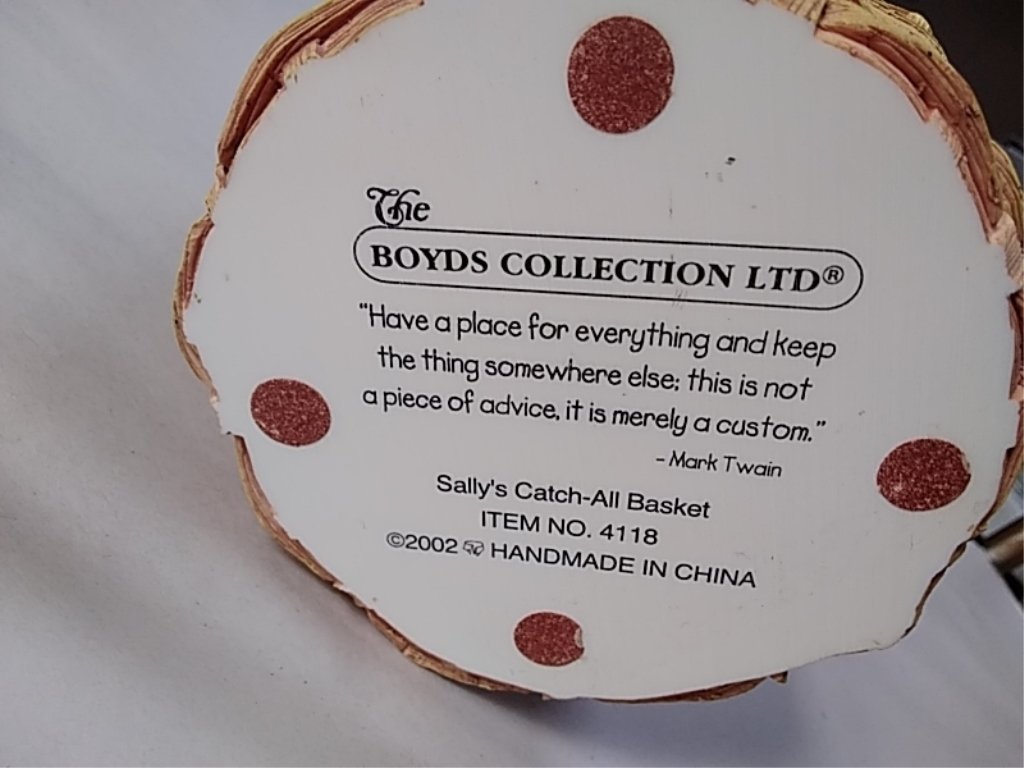 The
BOYDS COLLECTION LTD®
“Have a place for everything and keep
the thing somewhere else; this is not
a piece of advice, it is merely a custom.”
- Mark Twain
Sally's Catch-All Basket
ITEM NO. 4118
©2002 HANDMADE IN CHINA